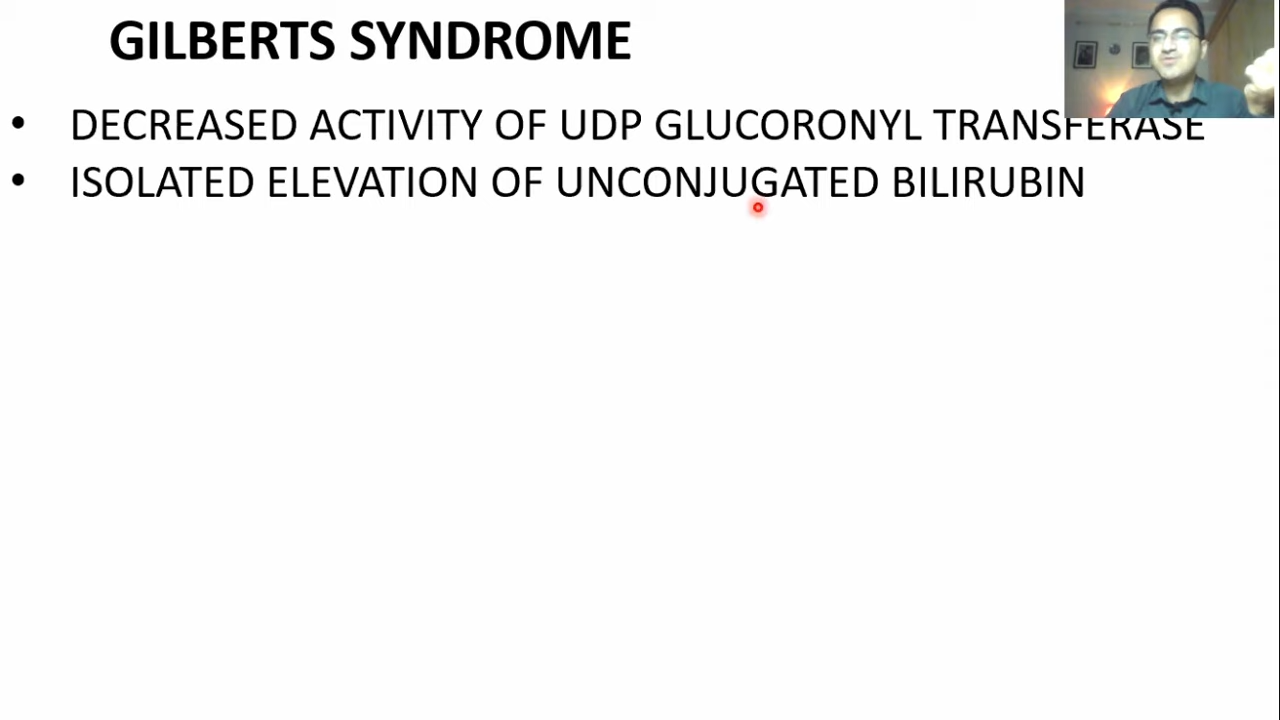 GILBERTS SYNDROME
• DECREASED ACTIVITY OF UDP GLUCORONYL TRANSFERASE
• ISOLATED ELEVATION OF UNCONJUGATED BILIRUBIN